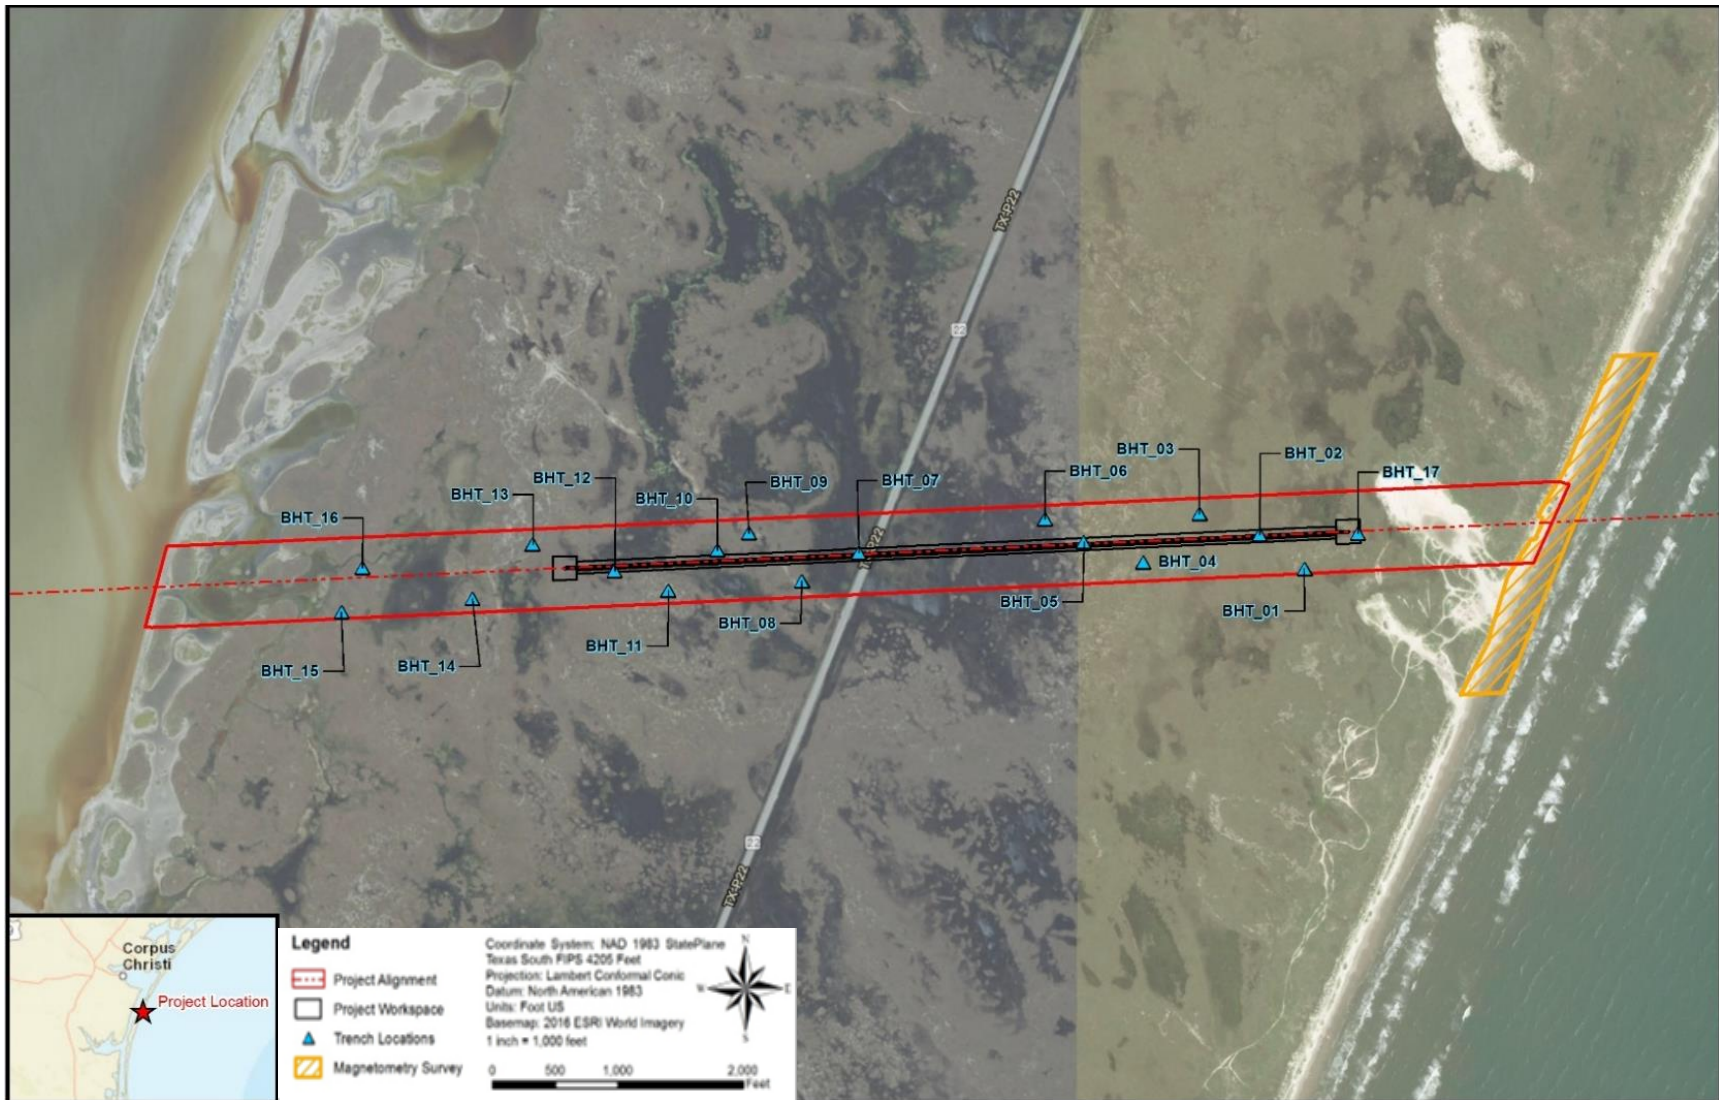 TX-P22
22
BHT_03
BHT_02
BHT_06
BHT_17
BHT_12
BHT_09
BHT_07
BHT_13
BHT_10
BHT_16
TX-P22
BHT_04
BHT_05
BHT_01
BHT_08
BHT_11
BHT_14
BHT_15
22
TX-P22
Corpus
Christi
Project Location
Legend
Project Alignment
Project Workspace
Trench Locations
Magnetometry Survey
Coordinate System: NAD 1983 StatePlane
Texas South FIPS 4205 Feet
Projection: Lambert Conformal Conic
Datum: North American 1983
Units: Foot US
Basemap: 2016 ESRI World Imagery
1 inch = 1,000 feet
N
W
E
S
0 500 1,000 2,000
Feet